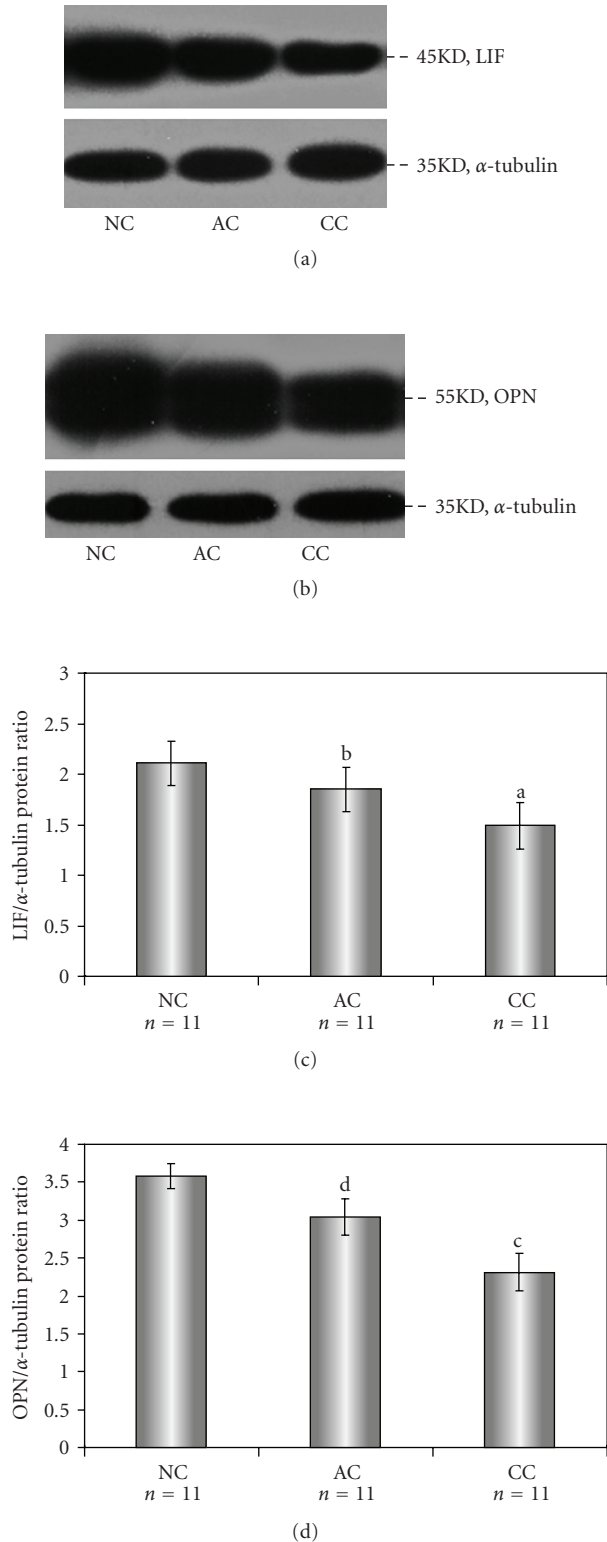 45KD, LIF
35KD, α-tubulin
NC AC CC
(a)
55KD, OPN
35KD, α-tubulin
NC AC CC
(b)
LIF/α-tubulin protein ratio
3
2.5
2
1.5
1
0.5
0
b
a
NC AC CC
n = 11 n = 11 n = 11
(c)
OPN/α-tubulin protein ratio
4
3.5
3
2.5
2
1.5
1
0.5
0
d
c
NC AC CC
n = 11 n = 11 n = 11
(d)